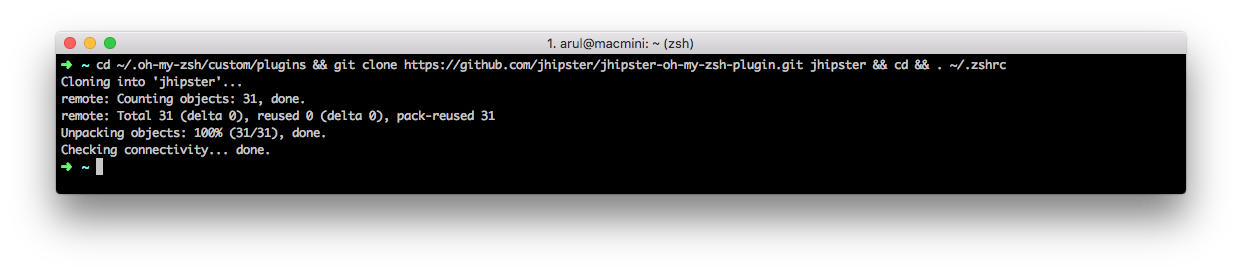 1. arul@macmini: ~ (zsh)
➜ ~ cd ~/.oh-my-zsh/custom/plugins && git clone https://github.com/jhipster/jhipster-oh-my-zsh-plugin.git jhipster && cd && . ~/.zshrc
Cloning into 'jhipster'...
remote: Counting objects: 31, done.
remote: Total 31 (delta 0), reused 0 (delta 0), pack-reused 31
Unpacking objects: 100% (31/31), done.
Checking connectivity... done.
➜ ~